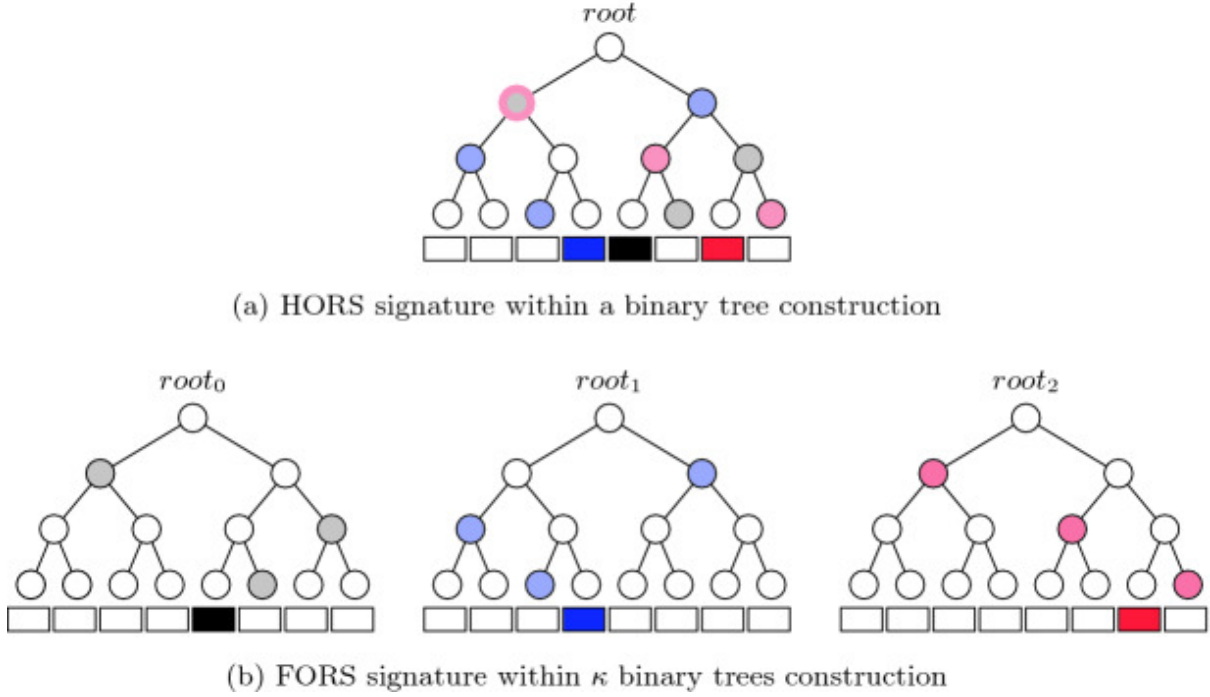 root
(a) HORS signature within a binary tree construction
root₀ root₁ root₂
(b) FORS signature within κ binary trees construction